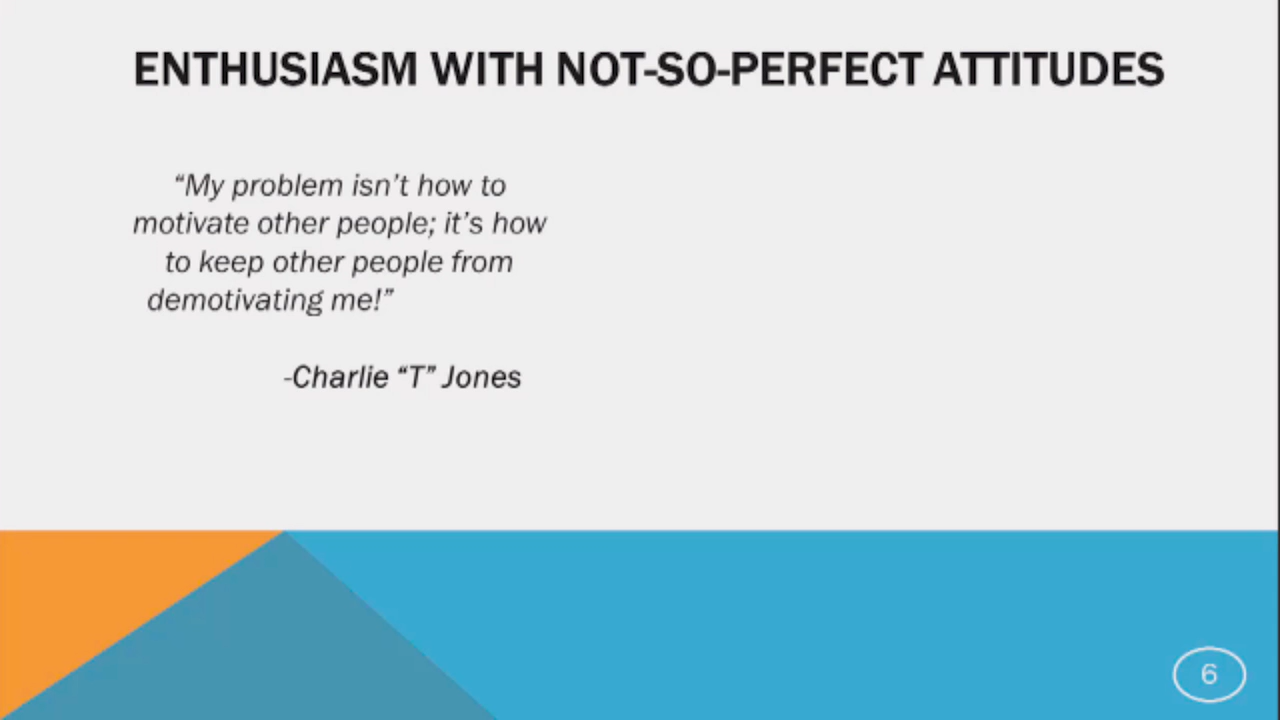 ENTHUSIASM WITH NOT-SO-PERFECT ATTITUDES
“My problem isn’t how to
motivate other people; it’s how
to keep other people from
demotivating me!”
-Charlie “T” Jones
6